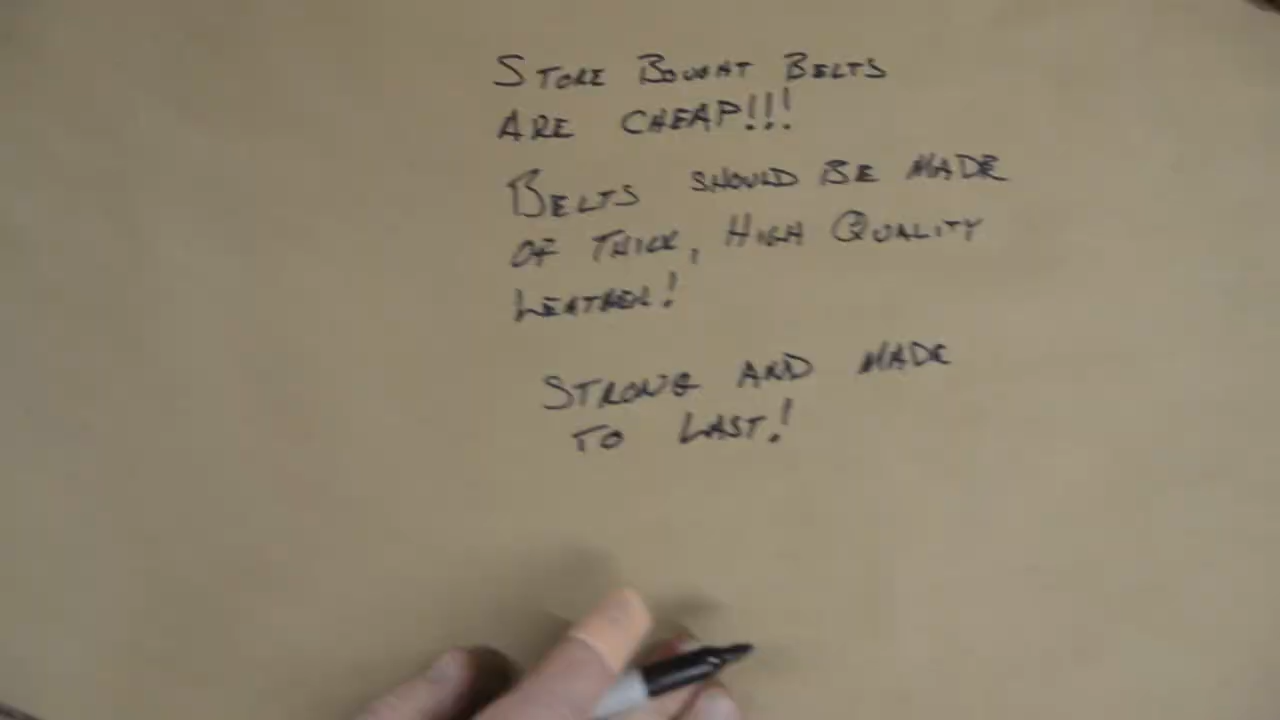 STORE BOUGHT BELTS
ARE CHEAP!!!
BELTS SHOULD BE MADE
OF THICK, HIGH QUALITY
LEATHER!
STRONG AND MADE
TO LAST!